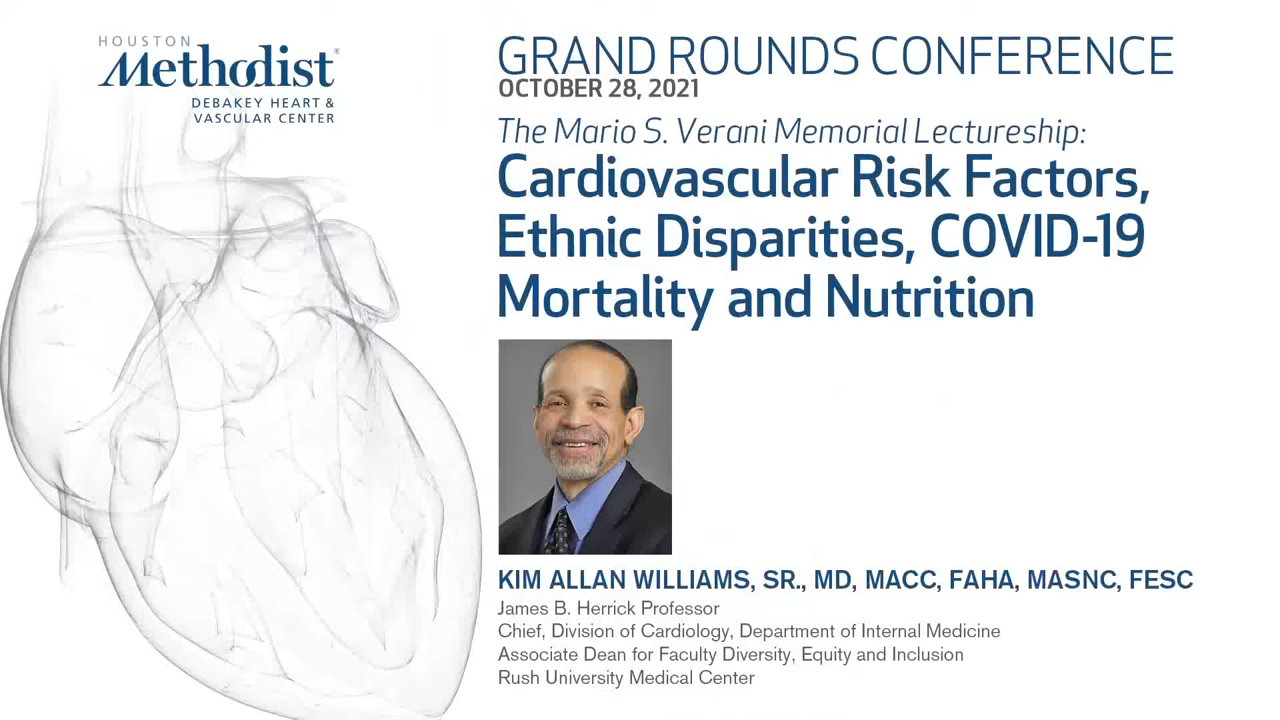 HOUSTON
Methodist®
DEBAKEY HEART &
VASCULAR CENTER
GRAND ROUNDS CONFERENCE
OCTOBER 28, 2021
The Mario S. Verani Memorial Lectureship:
Cardiovascular Risk Factors,
Ethnic Disparities, COVID-19
Mortality and Nutrition
KIM ALLAN WILLIAMS, SR., MD, MACC, FAHA, MASNC, FESC
James B. Herrick Professor
Chief, Division of Cardiology, Department of Internal Medicine
Associate Dean for Faculty Diversity, Equity and Inclusion
Rush University Medical Center